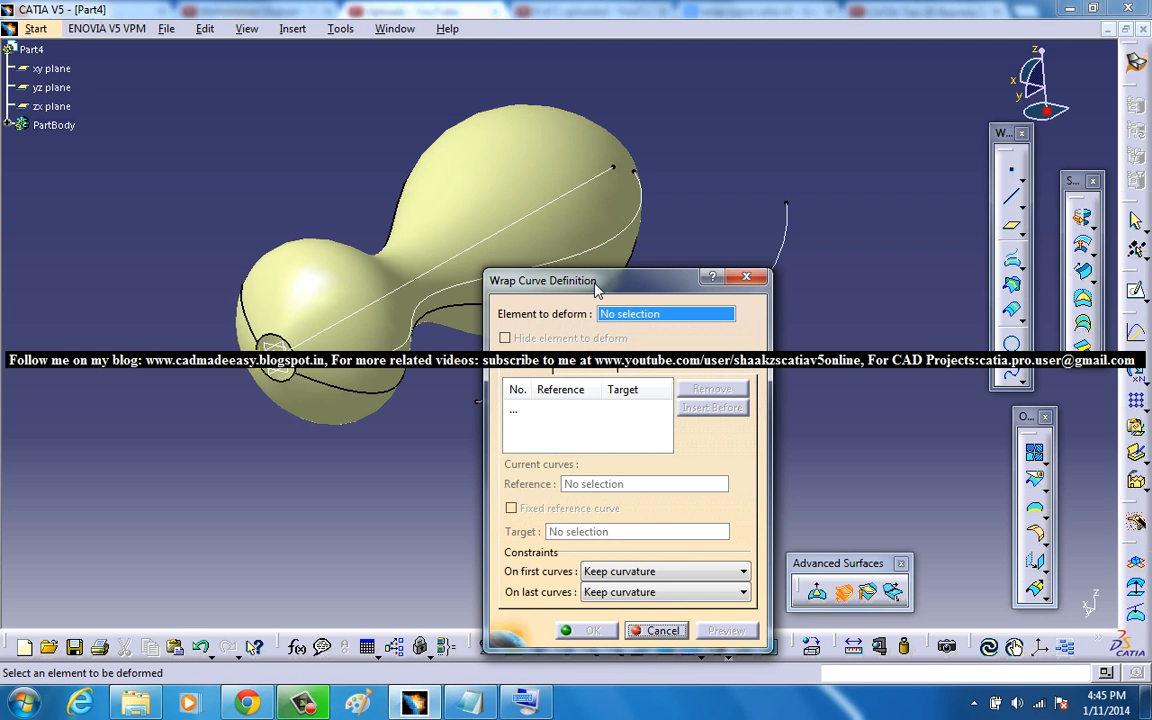 CATIA V5 - [Part4]
Start ENOVIA V5 VPM File Edit View Insert Tools Window Help
Part4
xy plane
yz plane
zx plane
PartBody
z
x
y
W...
S...
Wrap Curve Definition
Element to deform : No selection
Hide element to deform
Follow me on my blog: www.cadmadeeasy.blogspot.in, For more related videos: subscribe to me at www.youtube.com/user/shaakzscatiav5online, For CAD Projects:catia.pro.user@gmail.com
No. Reference Target
...
Remove
Insert Before
Current curves :
Reference : No selection
Fixed reference curve
Target : No selection
Constraints
On first curves : Keep curvature
On last curves : Keep curvature
OK Cancel Preview
O...
Advanced Surfaces
z
x
CATIA
Select an element to be deformed
4:45 PM
1/11/2014